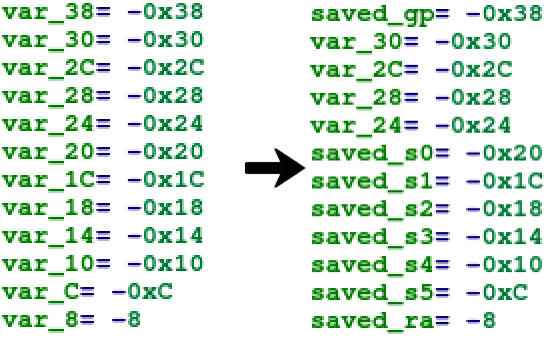 var_38= -0x38
var_30= -0x30
var_2C= -0x2C
var_28= -0x28
var_24= -0x24
var_20= -0x20
var_1C= -0x1C
var_18= -0x18
var_14= -0x14
var_10= -0x10
var_C= -0xC
var_8= -8
saved_gp= -0x38
var_30= -0x30
var_2C= -0x2C
var_28= -0x28
var_24= -0x24
saved_s0= -0x20
saved_s1= -0x1C
saved_s2= -0x18
saved_s3= -0x14
saved_s4= -0x10
saved_s5= -0xC
saved_ra= -8